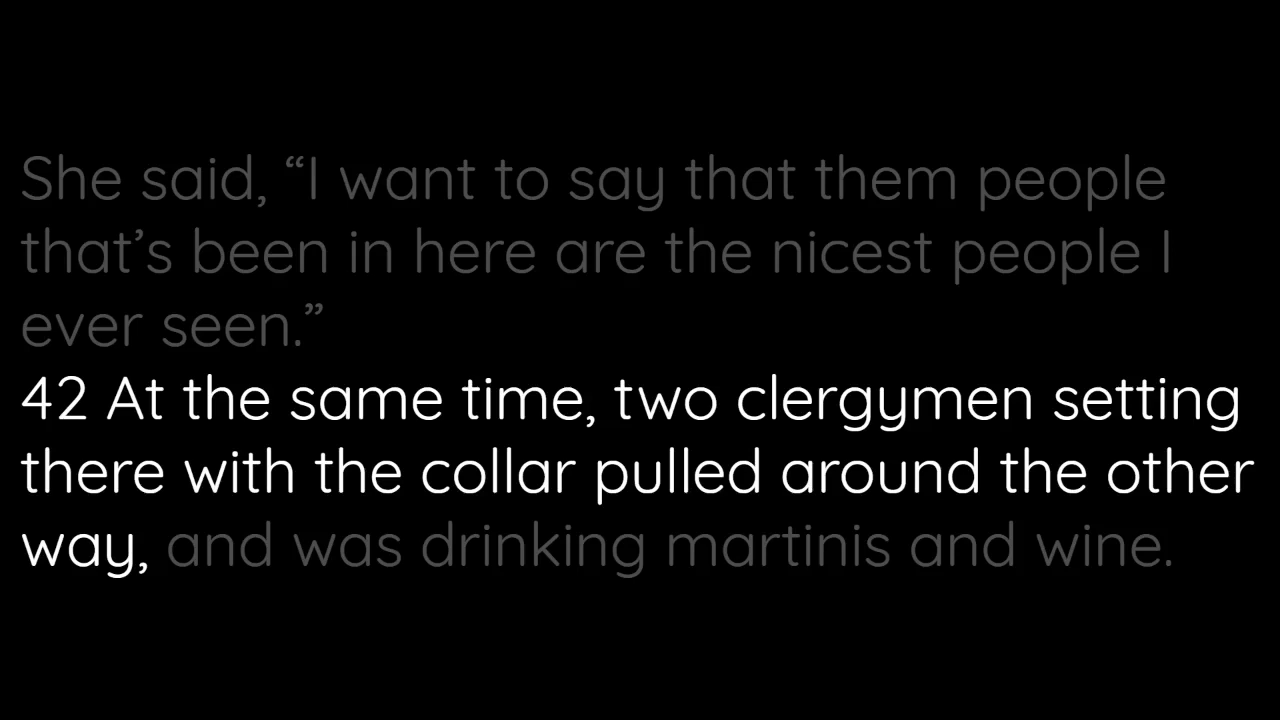 She said, “I want to say that them people
that’s been in here are the nicest people I
ever seen.”
42 At the same time, two clergymen setting
there with the collar pulled around the other
way, and was drinking martinis and wine.